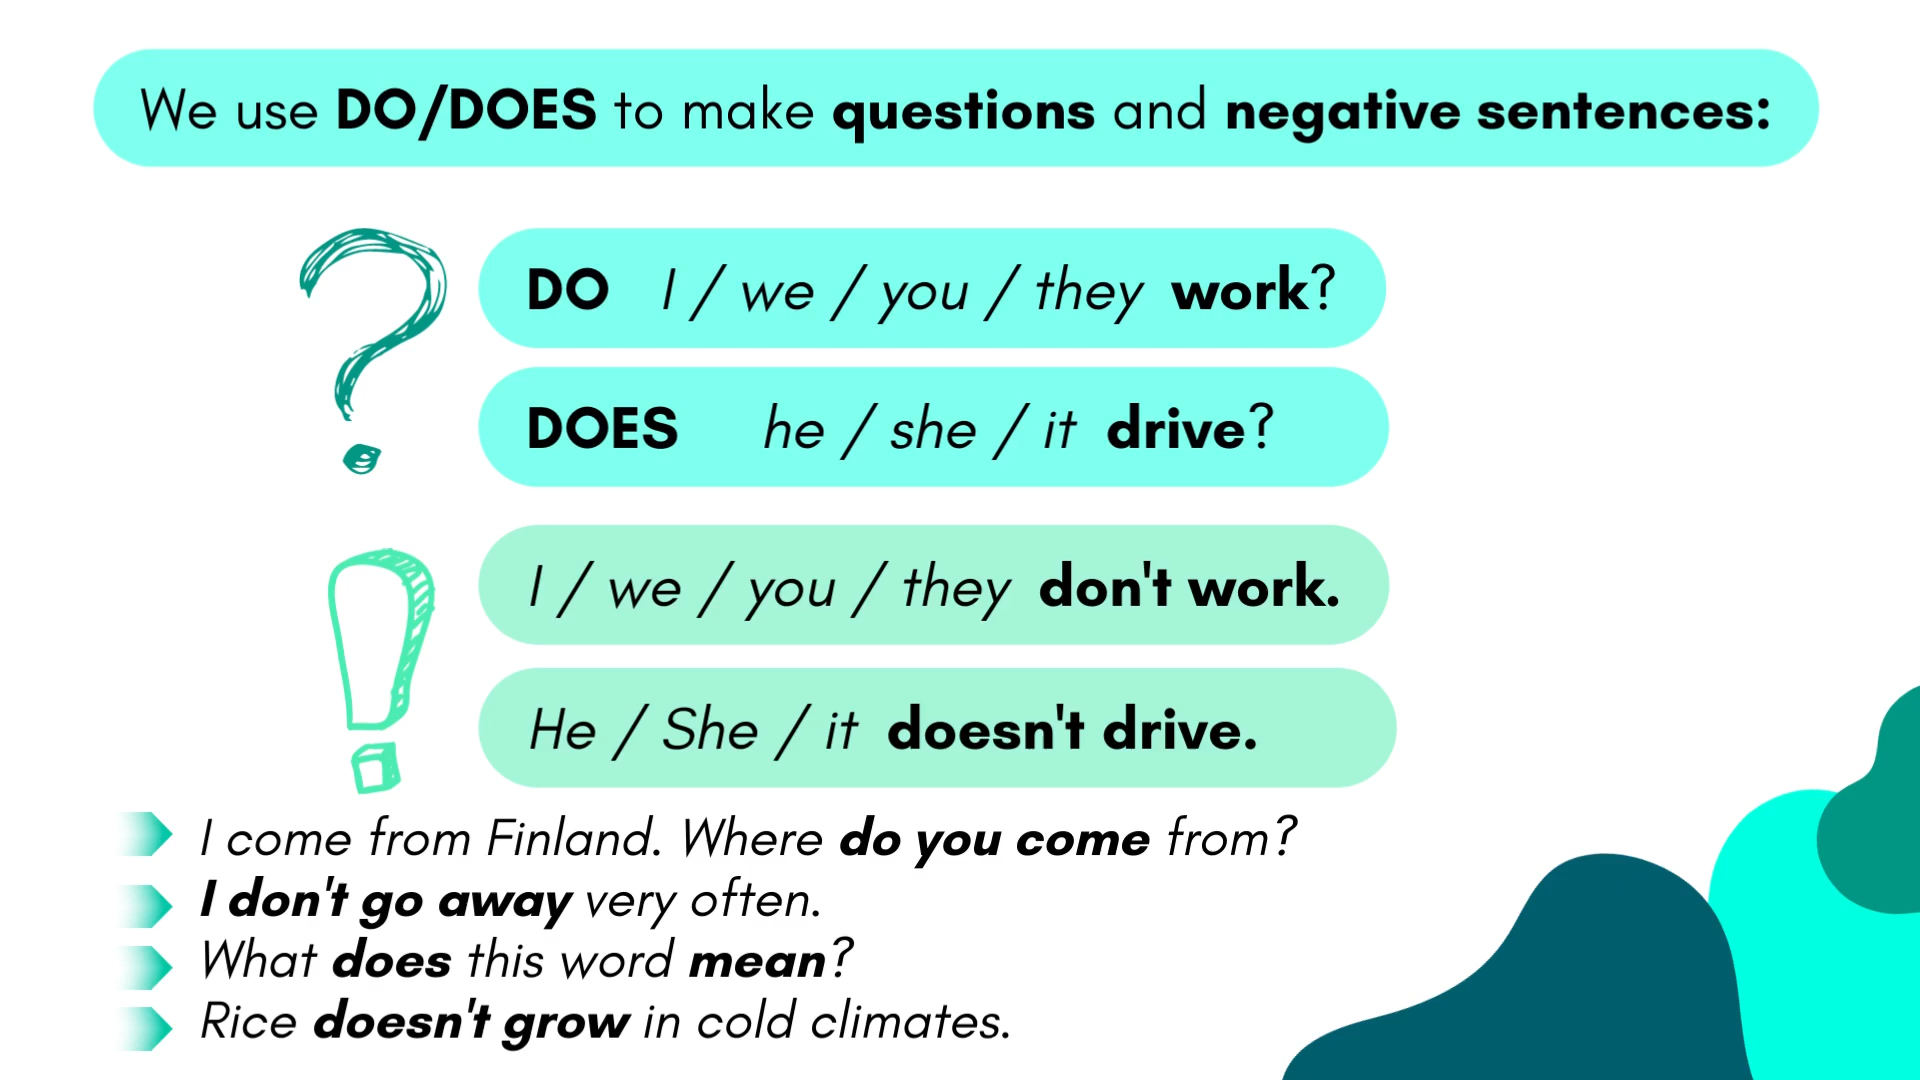 We use DO/DOES to make questions and negative sentences:
DO I / we / you / they work?
DOES he / she / it drive?
I / we / you / they don't work.
He / She / it doesn't drive.
I come from Finland. Where do you come from?
I don't go away very often.
What does this word mean?
Rice doesn't grow in cold climates.